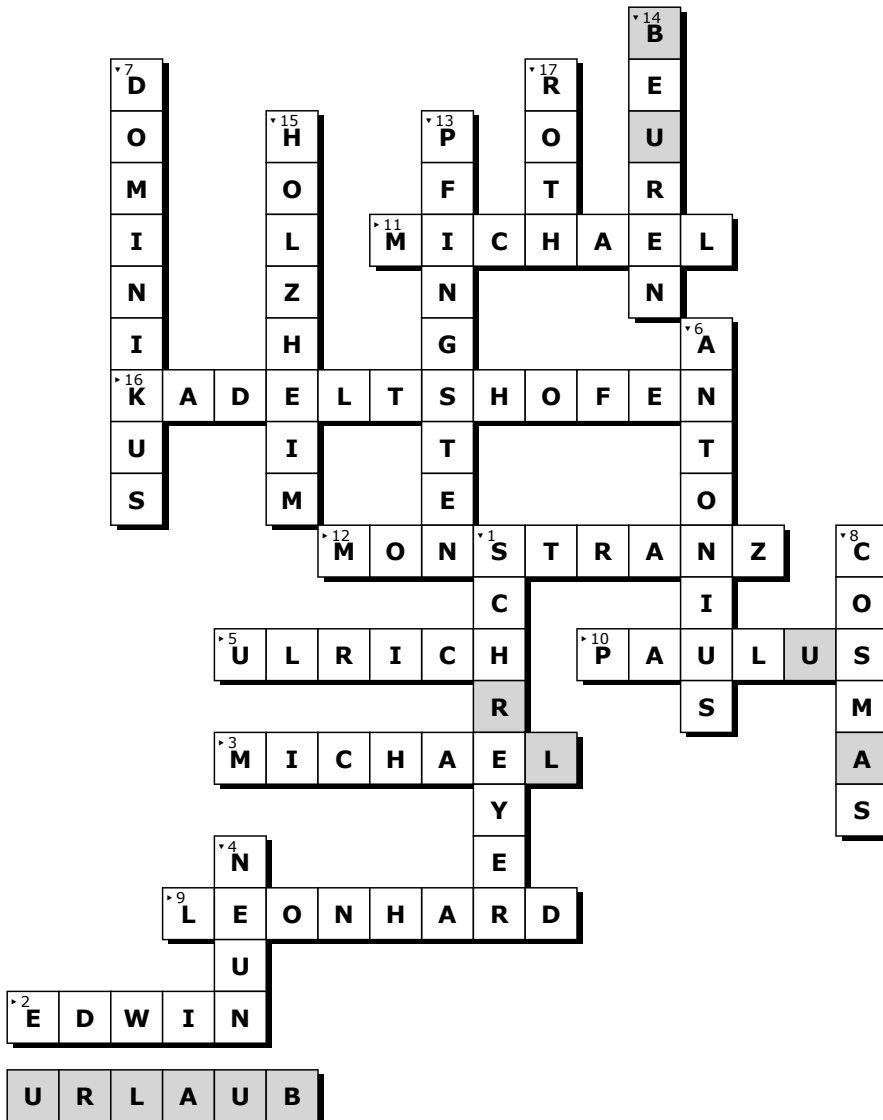 14 B
7 D 17 R E
O 15 H 13 P O U
M O F T R
I L 11 M I C H A E L
N Z N N
I H G 6 A
16 K A D E L T S H O F E N
U I T T
S M E O
12 M O N 1 S T R A N Z 8 C
C I O
5 U L R I C H 10 P A U L U S
R S M
3 M I C H A E L A
Y S
4 N E
9 L E O N H A R D
U
2 E D W I N
U R L A U B